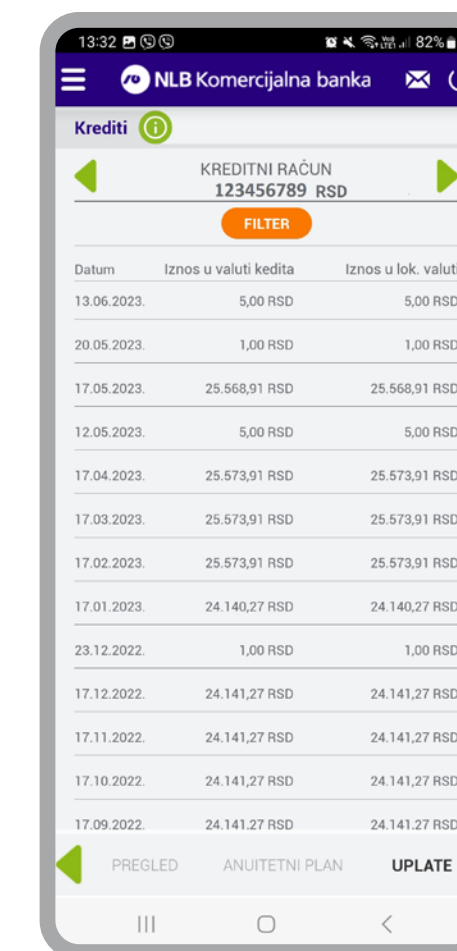 13:32 82%
NLB Komercijalna banka
Krediti
KREDITNI RAČUN
123456789 RSD
FILTER
Datum Iznos u valuti kedita Iznos u lok. valuti
13.06.2023. 5,00 RSD 5,00 RSD
20.05.2023. 1,00 RSD 1,00 RSD
17.05.2023. 25.568,91 RSD 25.568,91 RSD
12.05.2023. 5,00 RSD 5,00 RSD
17.04.2023. 25.573,91 RSD 25.573,91 RSD
17.03.2023. 25.573,91 RSD 25.573,91 RSD
17.02.2023. 25.573,91 RSD 25.573,91 RSD
17.01.2023. 24.140,27 RSD 24.140,27 RSD
23.12.2022. 1,00 RSD 1,00 RSD
17.12.2022. 24.141,27 RSD 24.141,27 RSD
17.11.2022. 24.141,27 RSD 24.141,27 RSD
17.10.2022. 24.141,27 RSD 24.141,27 RSD
17.09.2022. 24.141.27 RSD 24.141.27 RSD
PREGLED ANUITETNI PLAN UPLATE